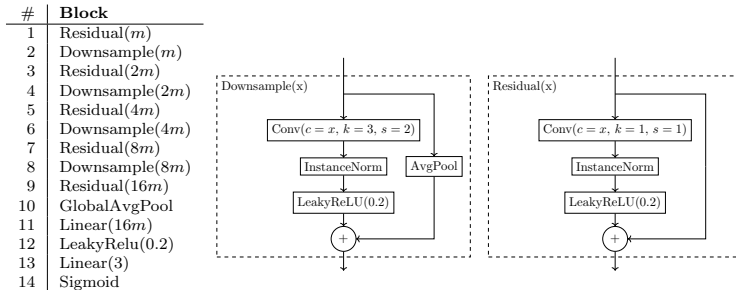 # Block
1 Residual(m)
2 Downsample(m)
3 Residual(2m)
4 Downsample(2m)
5 Residual(4m)
6 Downsample(4m)
7 Residual(8m)
8 Downsample(8m)
9 Residual(16m)
10 GlobalAvgPool
11 Linear(16m)
12 LeakyRelu(0.2)
13 Linear(3)
14 Sigmoid
Downsample(x)
Conv(c = x, k = 3, s = 2)
InstanceNorm
AvgPool
LeakyReLU(0.2)
+
Residual(x)
Conv(c = x, k = 1, s = 1)
InstanceNorm
LeakyReLU(0.2)
+